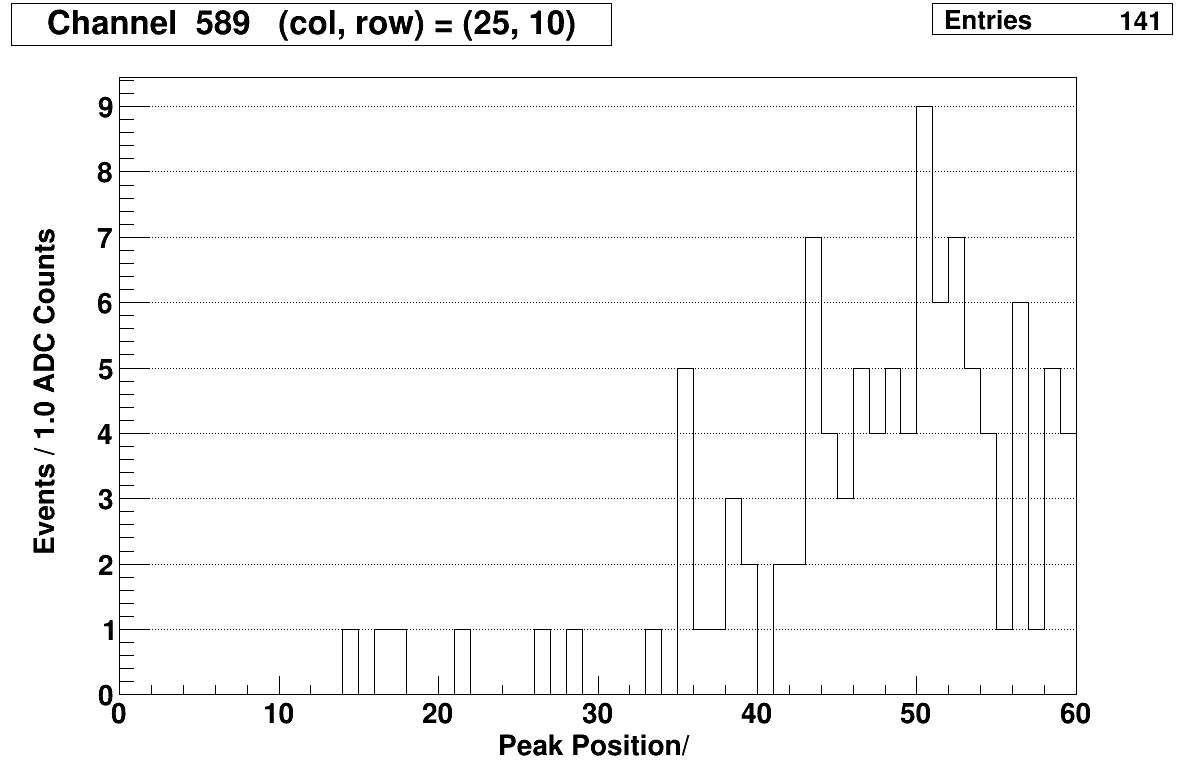 Channel 589 (col, row) = (25, 10)
Entries 141
Events / 1.0 ADC Counts
9
8
7
6
5
4
3
2
1
0
0 10 20 30 40 50 60
Peak Position/